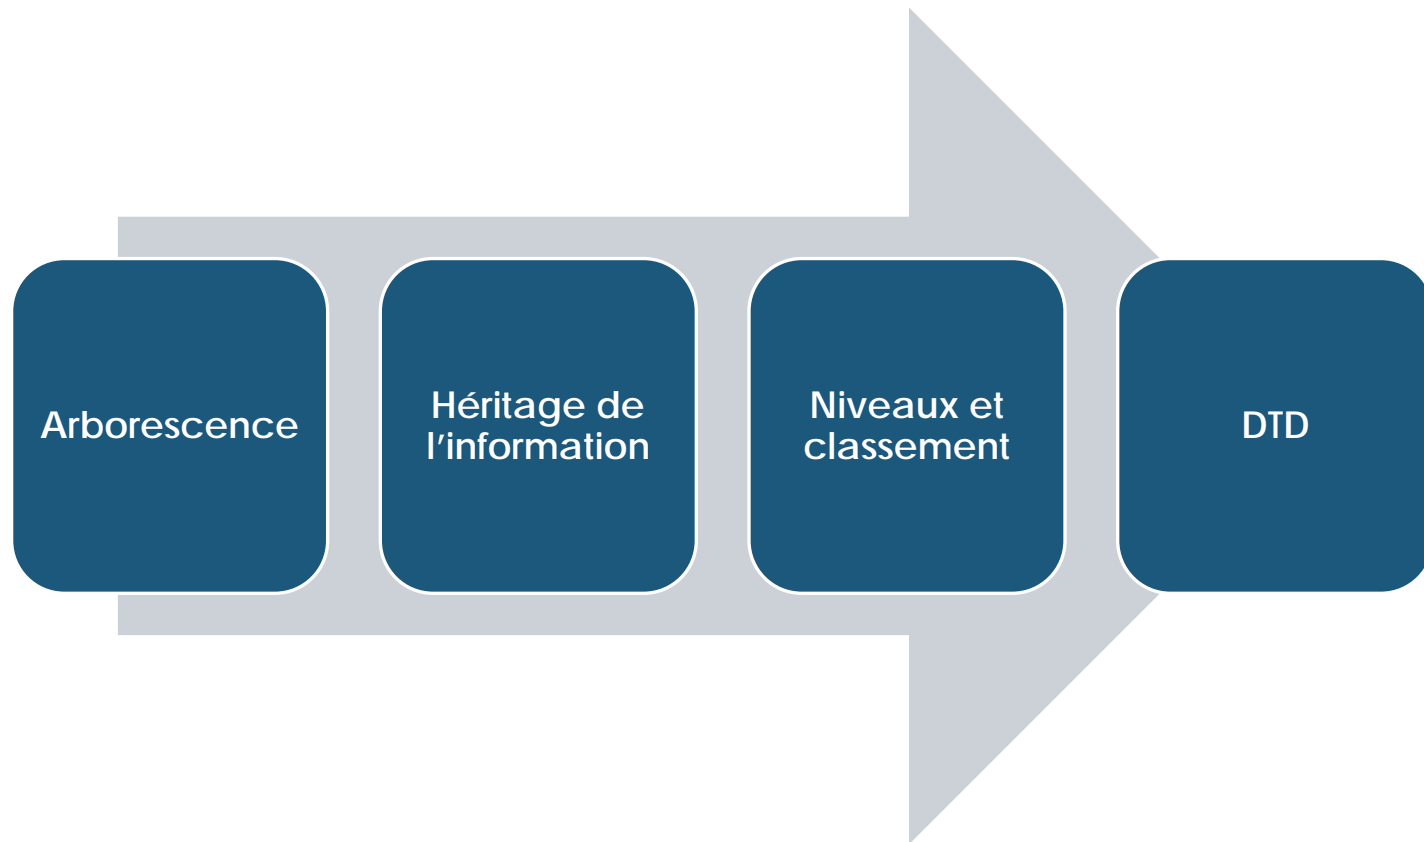 Arborescence
Héritage de
l'information
Niveaux et
classement
DTD